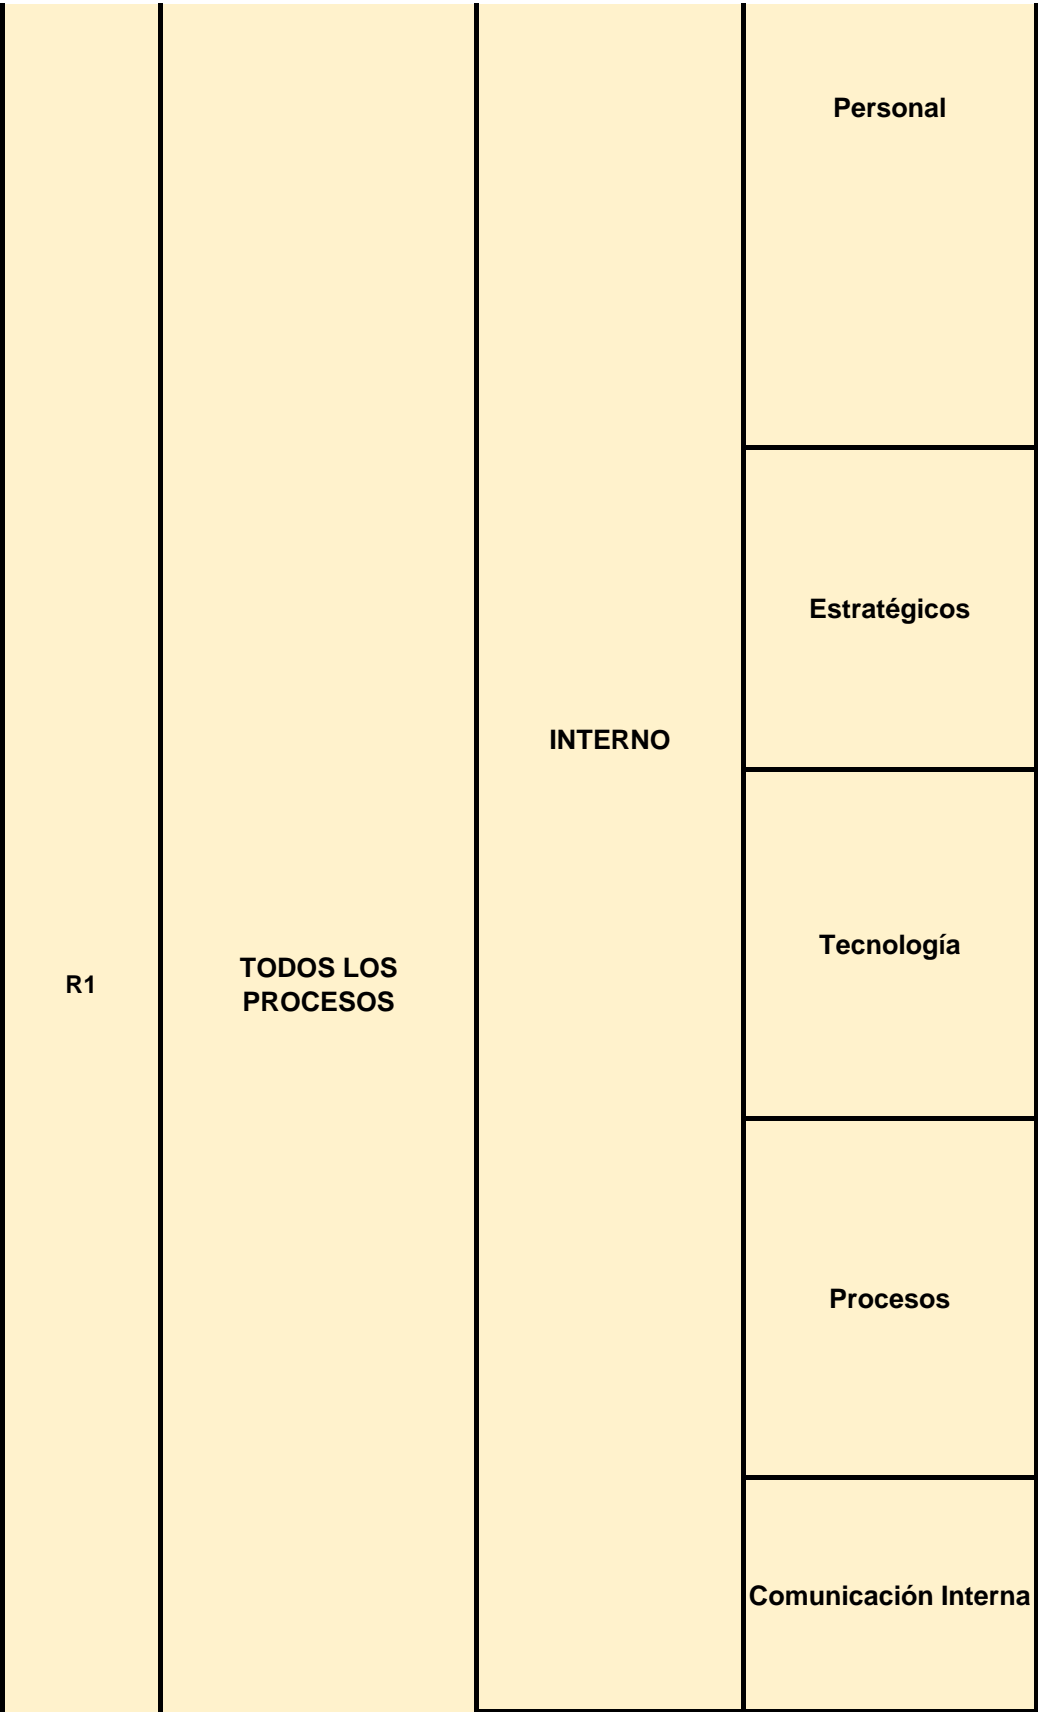 R1
TODOS LOS
PROCESOS
INTERNO
Personal
Estratégicos
Tecnología
Procesos
Comunicación Interna